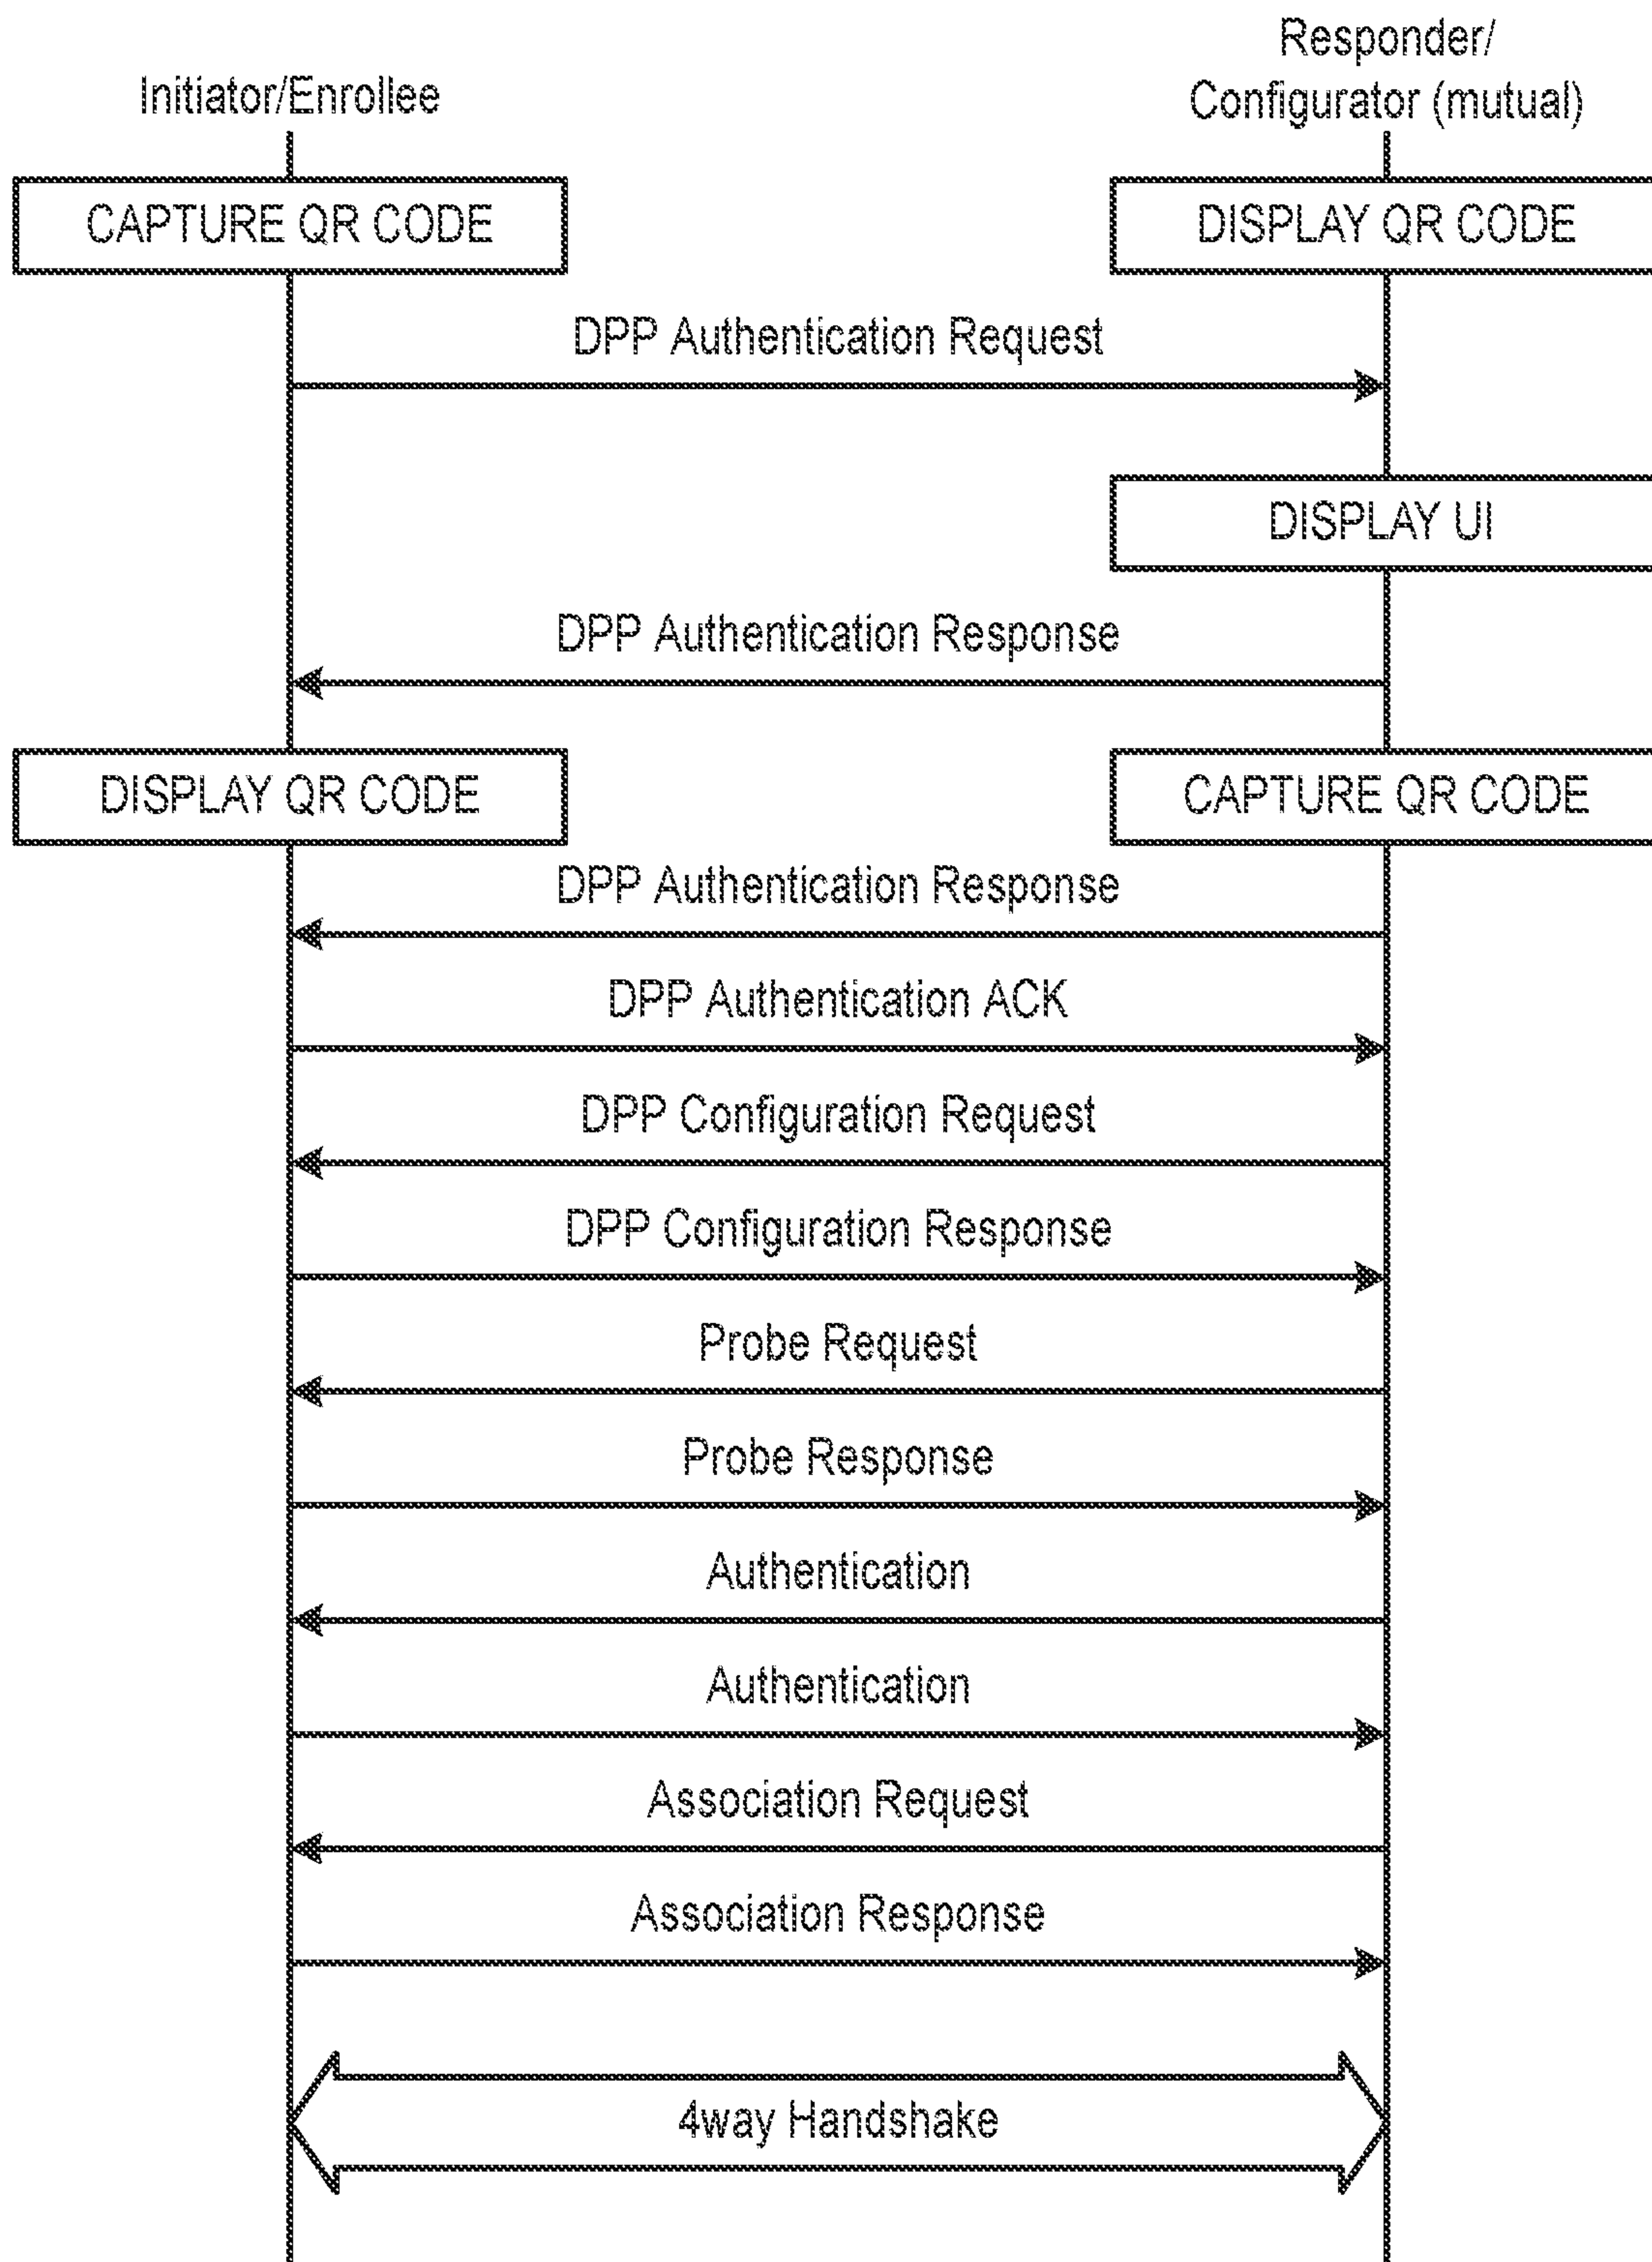 Initiator/Enrollee
Responder/
Configurator (mutual)
CAPTURE QR CODE
DISPLAY QR CODE
DPP Authentication Request
DISPLAY UI
DPP Authentication Response
DISPLAY QR CODE
CAPTURE QR CODE
DPP Authentication Response
DPP Authentication ACK
DPP Configuration Request
DPP Configuration Response
Probe Request
Probe Response
Authentication
Authentication
Association Request
Association Response
4way Handshake